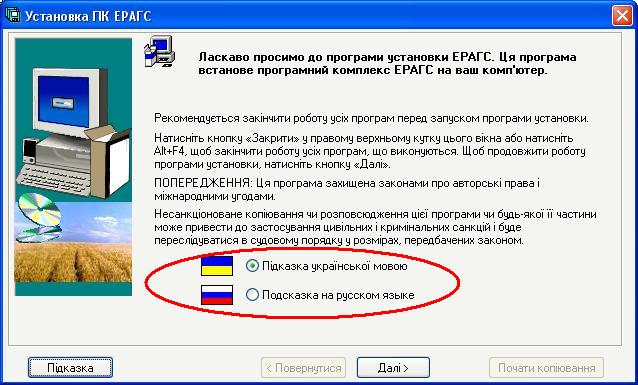 Установка ПК ЕРАГС
Ласкаво просимо до програми установки ЕРАГС. Ця програма
встанове програмний комплекс ЕРАГС на ваш комп'ютер.
Рекомендується закінчити роботу усіх програм перед запуском програми установки.
Натисніть кнопку «Закрити» у правому верхньому кутку цього вікна або натисніть
Alt+F4, щоб закінчити роботу усіх програм, що виконуються. Щоб продовжити роботу
програми установки, натисніть кнопку «Далі».
ПОПЕРЕДЖЕННЯ: Ця програма захищена законами про авторські права і
міжнародними угодами.
Несанкціоноване копіювання чи розповсюдження цієї програми чи будь-якої її частини
може привести до застосування цивільних і кримінальних санкцій і буде
переслідуватися в судовому порядку у розмірах, передбачених законом.
Підказка української мовою
Подсказка на русском языке
Підказка
< Повернутися
Далі >
Почати копіювання